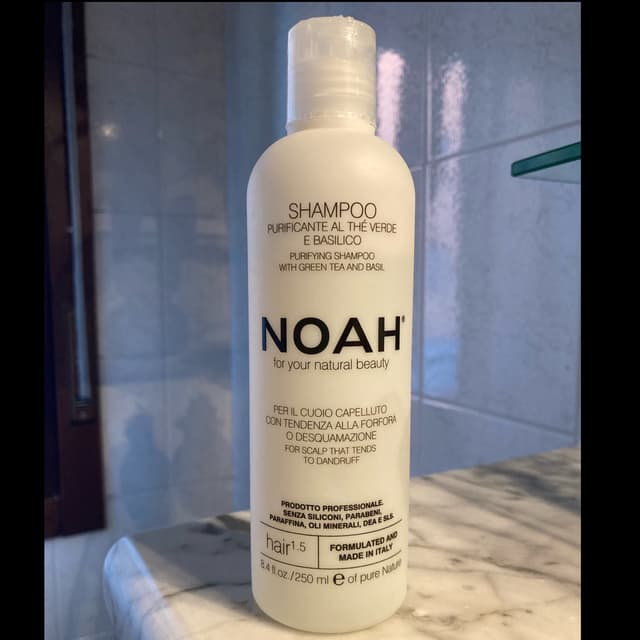 SHAMPOO
PURIFICANTE AL THÉ VERDE
E BASILICO
PURIFYING SHAMPOO
WITH GREEN TEA AND BASIL
NOAH®
for your natural beauty
PER IL CUOIO CAPELLUTO
CON TENDENZA ALLA FORFORA
O DESQUAMAZIONE
FOR SCALP THAT TENDS
TO DANDRUFF
PRODOTTO PROFESSIONALE.
SENZA SILICONI, PARABENI,
PARAFFINA, OLI MINERALI, DEA E SLS.
hair1.5
FORMULATED AND
MADE IN ITALY
8.4 fl.oz./250 ml e of pure Nature